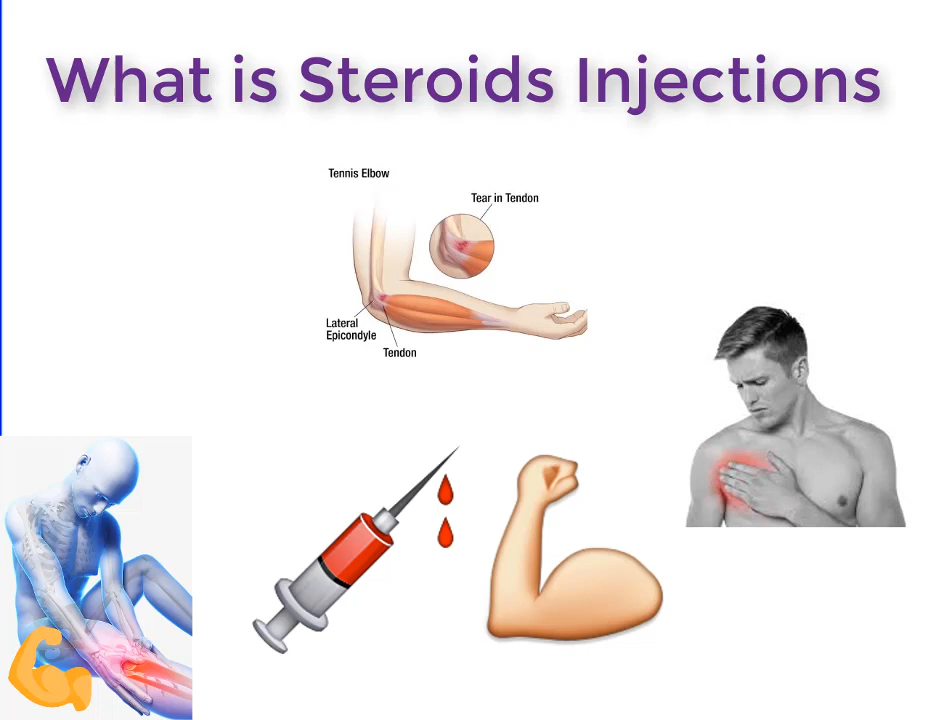 What is Steroids Injections
Tennis Elbow
Tear in Tendon
Lateral
Epicondyle
Tendon